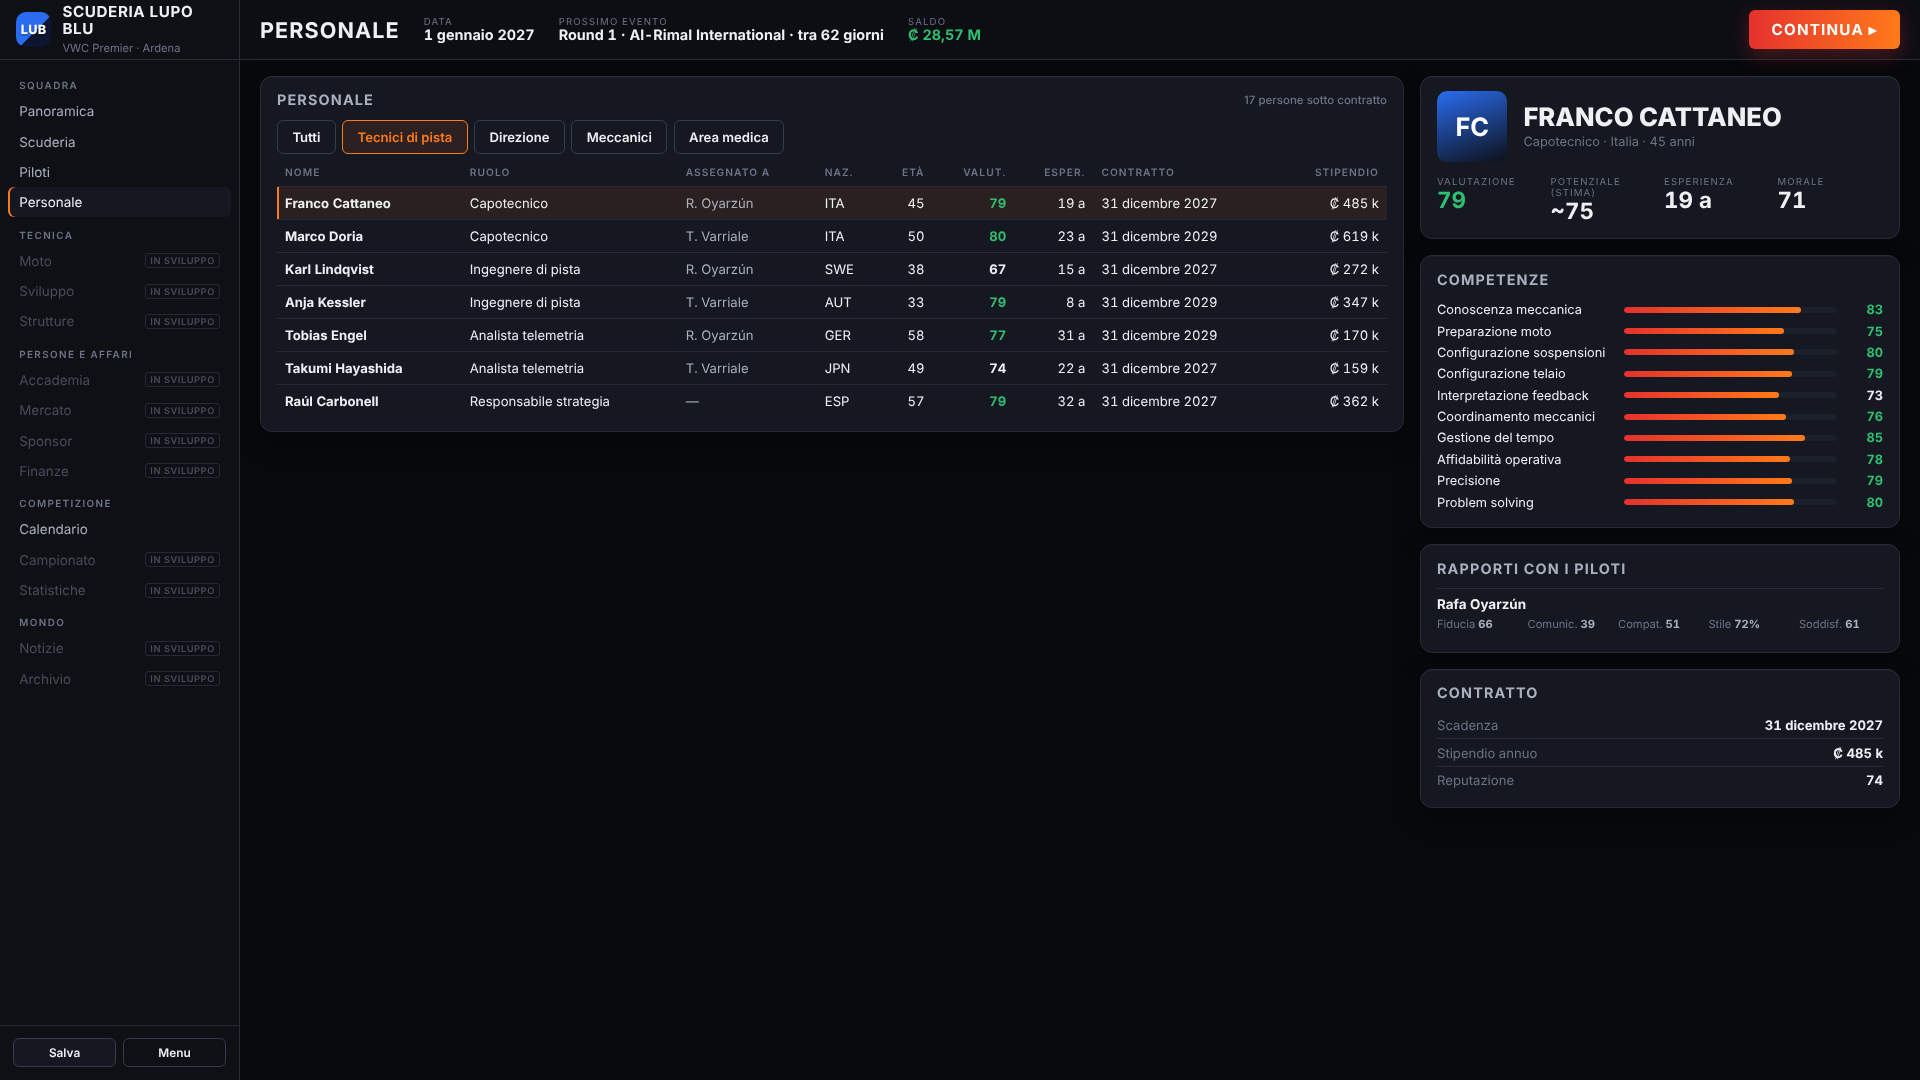 LUB
SCUDERIA LUPO BLU
VWC Premier · Ardena
SQUADRA
Panoramica
Scuderia
Piloti
Personale
TECNICA
Moto IN SVILUPPO
Sviluppo IN SVILUPPO
Strutture IN SVILUPPO
PERSONE E AFFARI
Accademia IN SVILUPPO
Mercato IN SVILUPPO
Sponsor IN SVILUPPO
Finanze IN SVILUPPO
COMPETIZIONE
Calendario
Campionato IN SVILUPPO
Statistiche IN SVILUPPO
MONDO
Notizie IN SVILUPPO
Archivio IN SVILUPPO
Salva Menu
PERSONALE
DATA
1 gennaio 2027
PROSSIMO EVENTO
Round 1 · Al-Rimal International · tra 62 giorni
SALDO
₡ 28,57 M
CONTINUA ▸
PERSONALE 17 persone sotto contratto
Tutti Tecnici di pista Direzione Meccanici Area medica
NOME RUOLO ASSEGNATO A NAZ. ETÀ VALUT. ESPER. CONTRATTO STIPENDIO
Franco Cattaneo Capotecnico R. Oyarzún ITA 45 79 19 a 31 dicembre 2027 ₡ 485 k
Marco Doria Capotecnico T. Varriale ITA 50 80 23 a 31 dicembre 2029 ₡ 619 k
Karl Lindqvist Ingegnere di pista R. Oyarzún SWE 38 67 15 a 31 dicembre 2027 ₡ 272 k
Anja Kessler Ingegnere di pista T. Varriale AUT 33 79 8 a 31 dicembre 2029 ₡ 347 k
Tobias Engel Analista telemetria R. Oyarzún GER 58 77 31 a 31 dicembre 2029 ₡ 170 k
Takumi Hayashida Analista telemetria T. Varriale JPN 49 74 22 a 31 dicembre 2027 ₡ 159 k
Raúl Carbonell Responsabile strategia — ESP 57 79 32 a 31 dicembre 2027 ₡ 362 k
FC
FRANCO CATTANEO
Capotecnico · Italia · 45 anni
VALUTAZIONE
79
POTENZIALE (STIMA)
~75
ESPERIENZA
19 a
MORALE
71
COMPETENZE
Conoscenza meccanica 83
Preparazione moto 75
Configurazione sospensioni 80
Configurazione telaio 79
Interpretazione feedback 73
Coordinamento meccanici 76
Gestione del tempo 85
Affidabilità operativa 78
Precisione 79
Problem solving 80
RAPPORTI CON I PILOTI
Rafa Oyarzún
Fiducia 66 Comunic. 39 Compat. 51 Stile 72% Soddisf. 61
CONTRATTO
Scadenza 31 dicembre 2027
Stipendio annuo ₡ 485 k
Reputazione 74